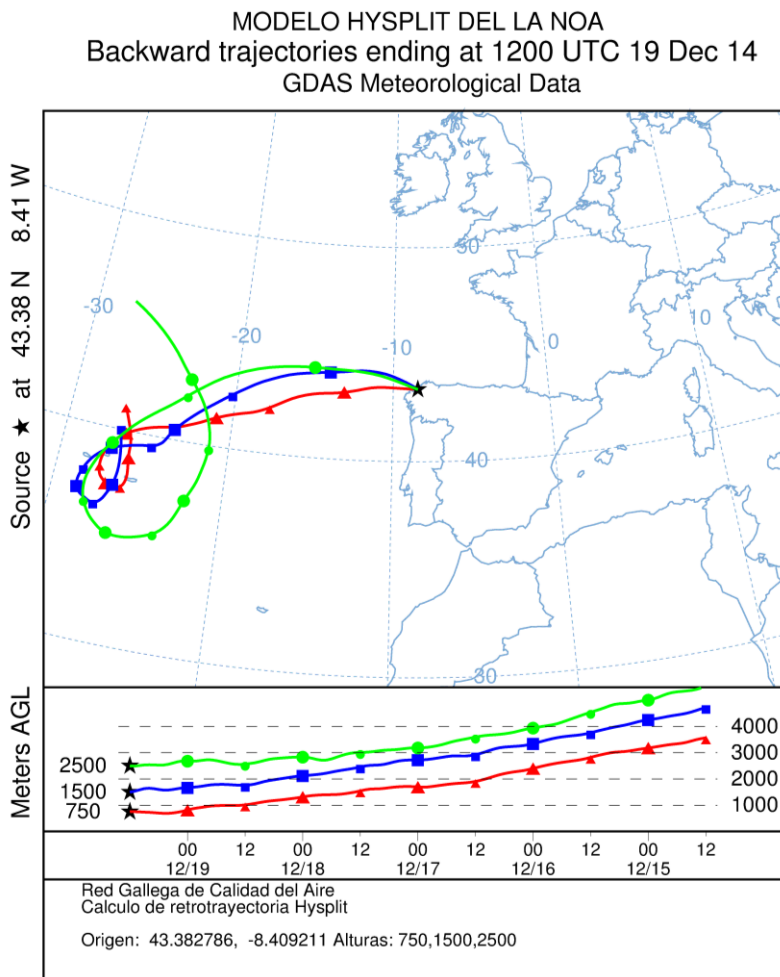 MODELO HYSPLIT DEL LA NOA
Backward trajectories ending at 1200 UTC 19 Dec 14
GDAS Meteorological Data
Source ★ at 43.38 N 8.41 W
-30
-20
-10
0
10
50
40
30
Meters AGL
2500
1500
750
4000
3000
2000
1000
00 12 00 12 00 12 00 12 00 12
12/19 12/18 12/17 12/16 12/15
Red Gallega de Calidad del Aire
Calculo de retrotrayectoria Hysplit
Origen: 43.382786, -8.409211 Alturas: 750,1500,2500